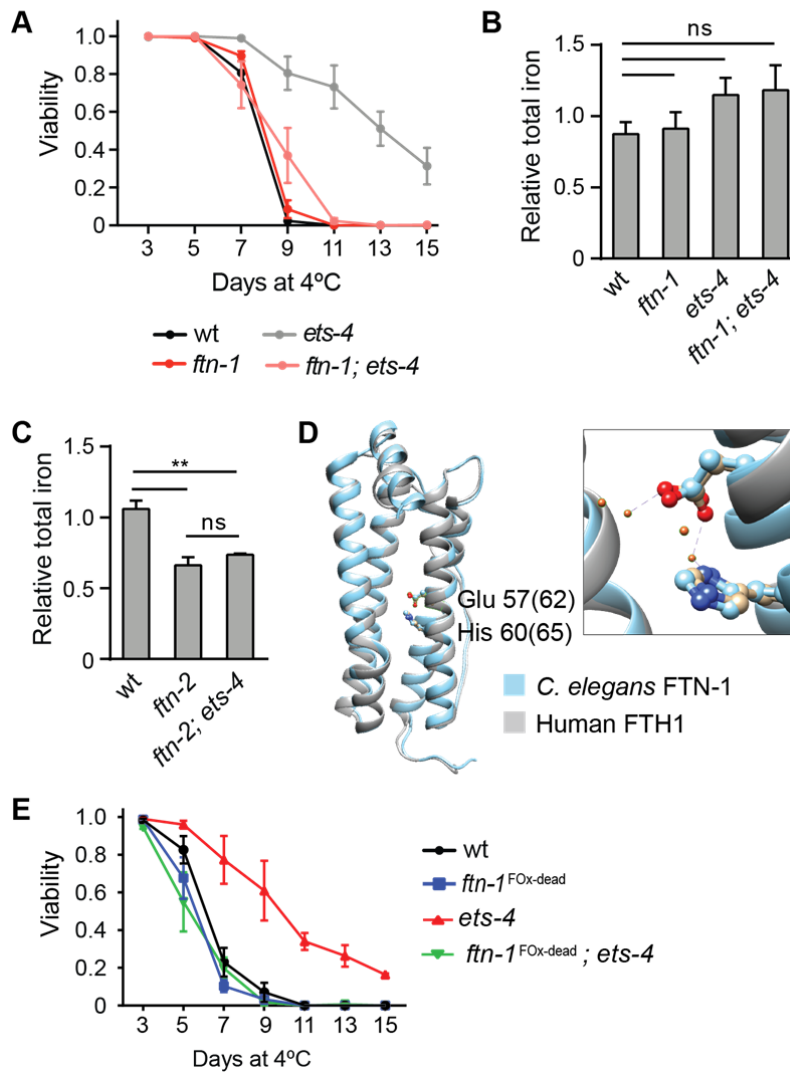 A
Viability
1.0
0.8
0.6
0.4
0.2
0
3 5 7 9 11 13 15
Days at 4ºC
wt
ets-4
ftn-1
ftn-1; ets-4
B
ns
Relative total iron
1.5
1.0
0.5
0
wt
ftn-1
ets-4
ftn-1; ets-4
C
Relative total iron
1.5
1.0
0.5
0
**
ns
wt
ftn-2
ftn-2; ets-4
D
Glu 57(62)
His 60(65)
C. elegans FTN-1
Human FTH1
E
Viability
1.0
0.8
0.6
0.4
0.2
0
3 5 7 9 11 13 15
Days at 4ºC
wt
ftn-1FOx-dead
ets-4
ftn-1FOx-dead ; ets-4